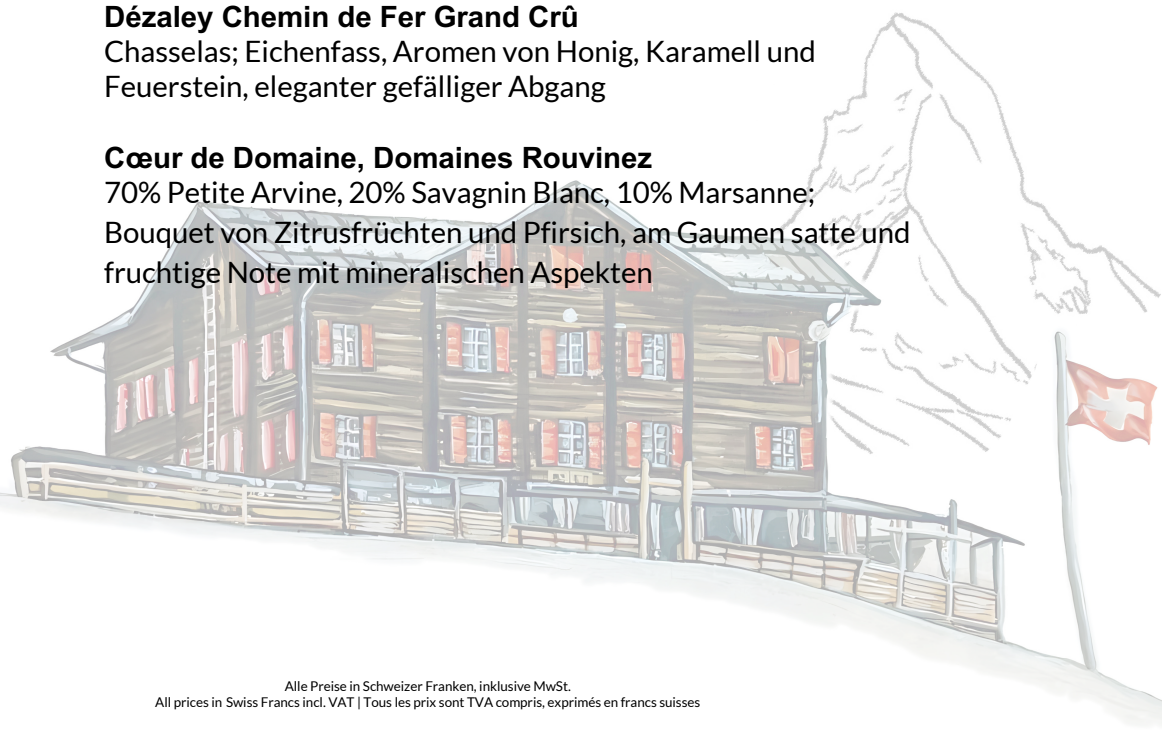 Dézaley Chemin de Fer Grand Crû
Chasselas; Eichenfass, Aromen von Honig, Karamell und
Feuerstein, eleganter gefälliger Abgang
Cœur de Domaine, Domaines Rouvinez
70% Petite Arvine, 20% Savagnin Blanc, 10% Marsanne;
Bouquet von Zitrusfrüchten und Pfirsich, am Gaumen satte und
fruchtige Note mit mineralischen Aspekten
Alle Preise in Schweizer Franken, inklusive MwSt.
All prices in Swiss Francs incl. VAT | Tous les prix sont TVA compris, exprimés en francs suisses